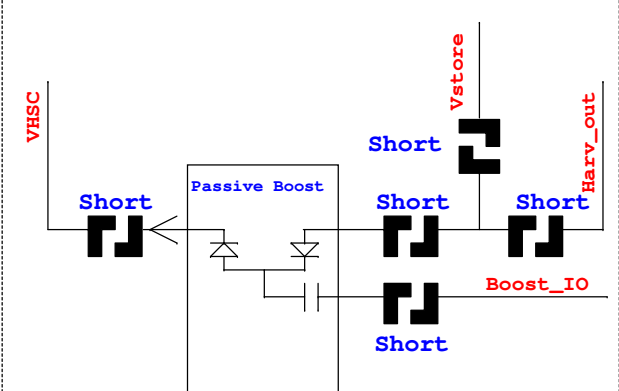 Vstore
VHSC
Harv_out
Short
Passive Boost
Short
Short
Short
Boost_IO
Short